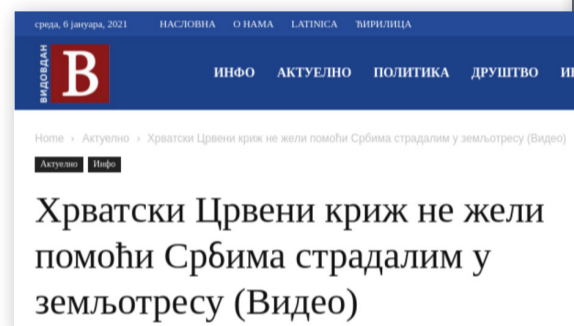 среда, 6 јануара, 2021 НАСЛОВНА О НАМА LATINICA ЋИРИЛИЦА
ВИДОВДАН В ИНФО АКТУЕЛНО ПОЛИТИКА ДРУШТВО
Home › Актуелно › Хрватски Црвени криж не жели помоћи Србима страдалим у земљотресу (Видео)
Актуелно Инфо
Хрватски Црвени криж не жели
помоћи Србима страдалим у
земљотресу (Видео)